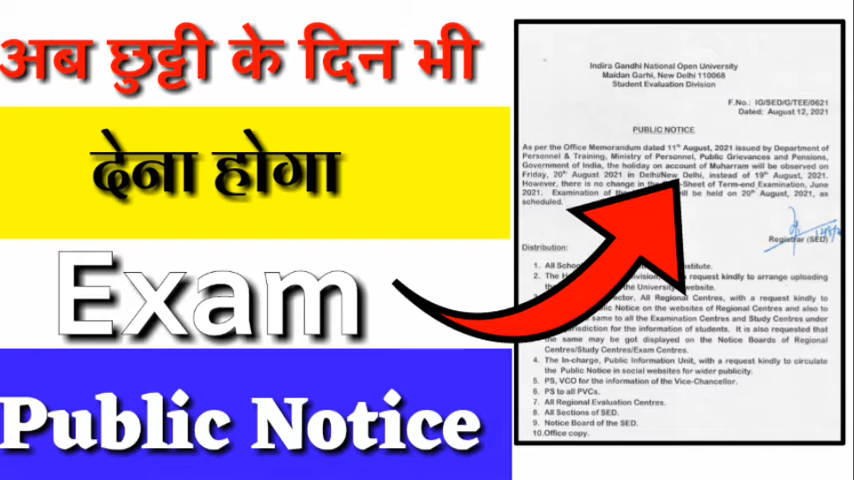 अब छुट्टी के दिन भी
देना होगा
Exam
Public Notice
Indira Gandhi National Open University
Maidan Garhi, New Delhi 110068
Student Evaluation Division
F.No.: IG/SED/G/TEE/0621
Dated: August 12, 2021
PUBLIC NOTICE
As per the Office Memorandum dated 11th August, 2021 issued by Department of
Personnel & Training, Ministry of Personnel, Public Grievances and Pensions,
Government of India, the holiday on account of Muharram will be observed on
Friday, 20th August 2021 in Delhi/New Delhi, instead of 19th August, 2021.
However, there is no change in the Date-Sheet of Term-end Examination, June
2021. Examination of the will be held on 20th August, 2021, as
scheduled.
Registrar (SED)
Distribution:
1. All School Institute.
2. The H ivision, a request kindly to arrange uploading
the of the University website.
ector, All Regional Centres, with a request kindly to
Public Notice on the websites of Regional Centres and also to
same to all the Examination Centres and Study Centres under
jurisdiction for the information of students. It is also requested that
the same may be got displayed on the Notice Boards of Regional
Centres/Study Centres/Exam Centres.
4. The In-charge, Public Information Unit, with a request kindly to circulate
the Public Notice in social websites for wider publicity.
5. PS, VCO for the information of the Vice-Chancellor.
6. PS to all PVCs.
7. All Regional Evaluation Centres.
8. All Sections of SED.
9. Notice Board of the SED.
10. Office copy.